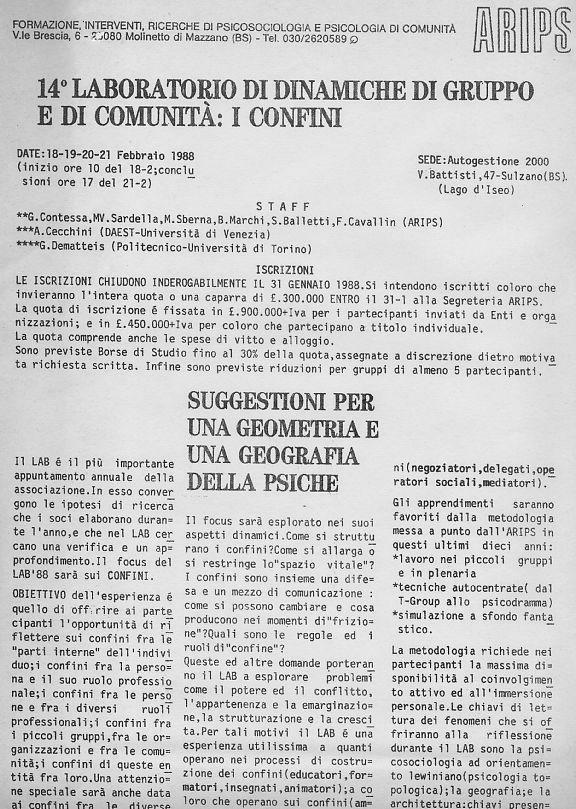 FORMAZIONE, INTERVENTI, RICERCHE DI PSICOSOCIOLOGIA E PSICOLOGIA DI COMUNITÀ
V.le Brescia, 6 - 25080 Molinetto di Mazzano (BS) - Tel. 030/2620589
ARIPS
14° LABORATORIO DI DINAMICHE DI GRUPPO
E DI COMUNITÀ: I CONFINI
DATE:18-19-20-21 Febbraio 1988
(inizio ore 10 del 18-2;conclu
sioni ore 17 del 21-2)
SEDE:Autogestione 2000
V.Battisti,47-Sulzano(BS).
(Lago d'Iseo)
STAFF
**G.Contessa,MV.Sardella,M.Sberna,B.Marchi,S.Balletti,F.Cavallin (ARIPS)
***A.Cecchini (DAEST-Università di Venezia)
****G.Dematteis (Politecnico-Università di Torino)
ISCRIZIONI
LE ISCRIZIONI CHIUDONO INDEROGABILMENTE IL 31 GENNAIO 1988.Si intendono iscritti coloro che
invieranno l'intera quota o una caparra di £.300.000 ENTRO il 31-1 alla Segreteria ARIPS.
La quota di iscrizione é fissata in £.900.000+Iva per i partecipanti inviati da Enti e orga
nizzazioni; e in £.450.000+Iva per coloro che partecipano a titolo individuale.
La quota comprende anche le spese di vitto e alloggio.
Sono previste Borse di Studio fino al 30% della quota,assegnate a discrezione dietro motiva
ta richiesta scritta. Infine sono previste riduzioni per gruppi di almeno 5 partecipanti.
SUGGESTIONI PER
UNA GEOMETRIA E
UNA GEOGRAFIA
DELLA PSICHE
Il LAB é il più importante
appuntamento annuale della
associazione.In esso conver
gono le ipotesi di ricerca
che i soci elaborano duran=
te l'anno,e che nel LAB cer
cano una verifica e un ap=
profondimento.Il focus del
LAB'88 sarà sui CONFINI.
OBIETTIVO dell'esperienza é
quello di offrire ai parte
cipanti l'opportunità di ri
flettere sui confini fra le
"parti interne" dell'indivi
duo;i confini fra la perso=
na e il suo ruolo professio
nale;i confini fra le perso
ne e fra i diversi ruoli
professionali;i confini fra
i piccoli gruppi,fra le or=
ganizzazioni e fra le comu=
nità;i confini di queste en
tità fra loro.Una attenzio=
ne speciale sarà anche data
ai confini fra le diverse
Il focus sarà esplorato nei suoi
aspetti dinamici.Come si struttu
rano i confini?Come si allarga o
si restringe lo"spazio vitale"?
I confini sono insieme una dife=
sa e un mezzo di comunicazione :
come si possono cambiare e cosa
producono nei momenti di"frizio=
ne"?Quali sono le regole ed i
ruoli di"confine"?
Queste ed altre domande porteran
no il LAB a esplorare problemi
come il potere ed il conflitto,
l'appartenenza e la emarginazio=
ne,la strutturazione e la cresci
ta.Per tali motivi il LAB é una
esperienza utilissima a quanti
operano nei processi di costru=
zione dei confini(educatori,for=
matori,insegnati,animatori);a co
loro che operano sui confini(am=
ni(negoziatori,delegati,ope
ratori sociali,mediatori).
Gli apprendimenti saranno
favoriti dalla metodologia
messa a punto dall'ARIPS in
questi ultimi dieci anni:
*lavoro nei piccoli gruppi
e in plenaria
*tecniche autocentrate( dal
T-Group allo psicodramma)
*simulazione a sfondo fanta
stico.
La metodologia richiede nei
partecipanti la massima di=
sponibilità al coinvolgimen
to attivo ed all'immersione
personale.Le chiavi di let=
tura dei fenomeni che si of
friranno alla riflessione
durante il LAB sono la psi=
cosociologia ad orientamen=
to lewiniano(psicologia to=
pologica);la geografia;e la
architettura:chiavi presen=